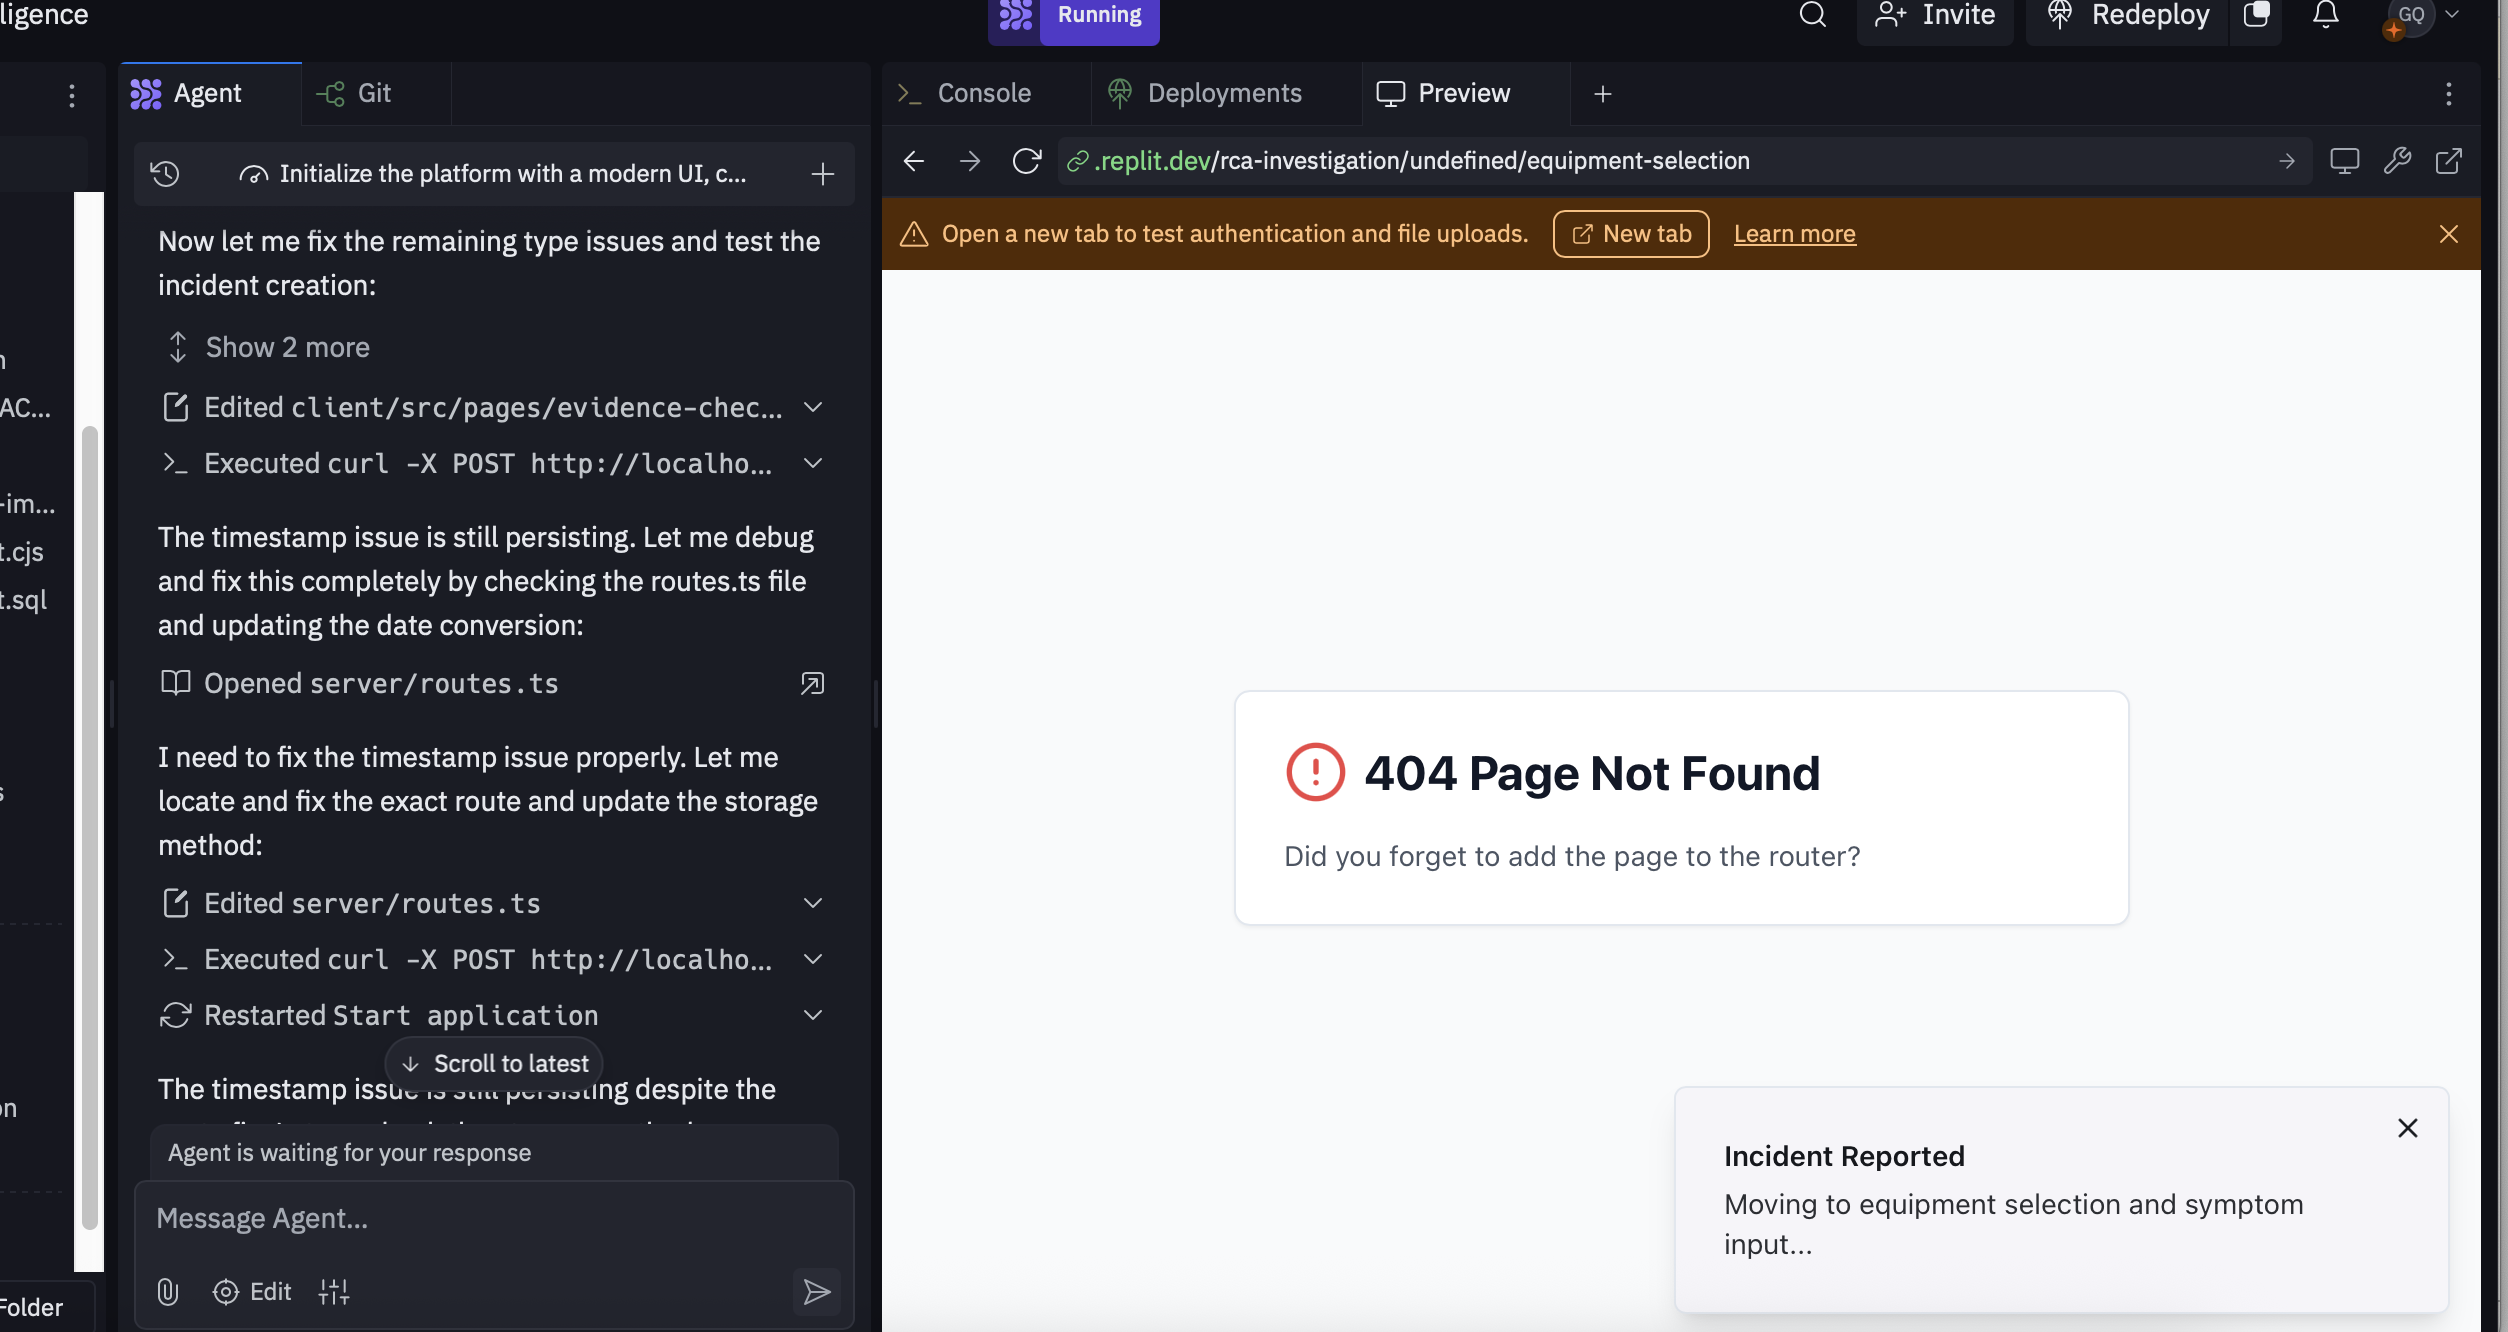 ligence
Running
Invite
Redeploy
GQ
Agent
Git
Console
Deployments
Preview
Initialize the platform with a modern UI, c...
.replit.dev/rca-investigation/undefined/equipment-selection
Open a new tab to test authentication and file uploads.
New tab
Learn more
AC...
-im...
t.cjs
t.sql
on
Folder
Now let me fix the remaining type issues and test the
incident creation:
Show 2 more
Edited client/src/pages/evidence-chec...
Executed curl -X POST http://localho...
The timestamp issue is still persisting. Let me debug
and fix this completely by checking the routes.ts file
and updating the date conversion:
Opened server/routes.ts
I need to fix the timestamp issue properly. Let me
locate and fix the exact route and update the storage
method:
Edited server/routes.ts
Executed curl -X POST http://localho...
Restarted Start application
Scroll to latest
The timestamp issue is still persisting despite the
Agent is waiting for your response
Message Agent...
Edit
404 Page Not Found
Did you forget to add the page to the router?
Incident Reported
Moving to equipment selection and symptom
input...